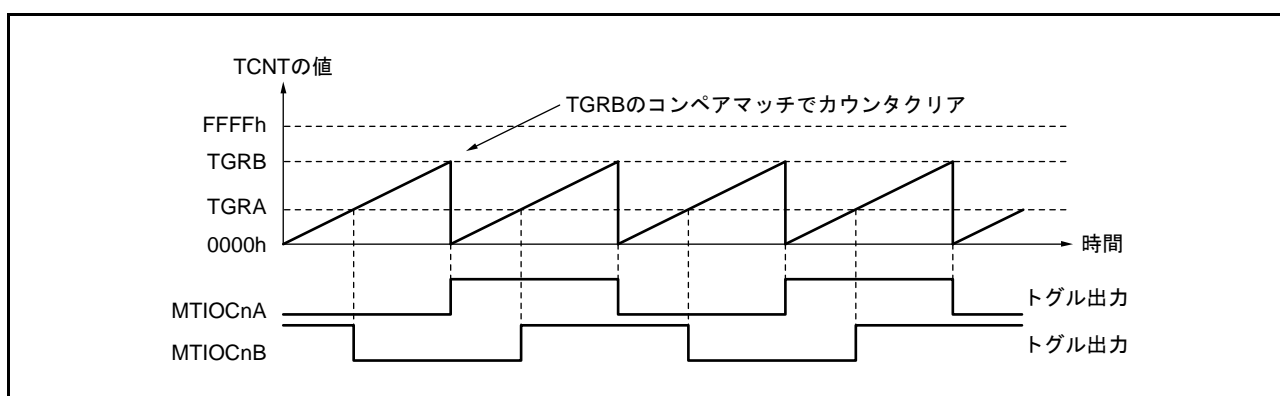 TCNTの値
TGRBのコンペアマッチでカウンタクリア
FFFFh
TGRB
TGRA
0000h
時間
MTIOCnA
トグル出力
MTIOCnB
トグル出力